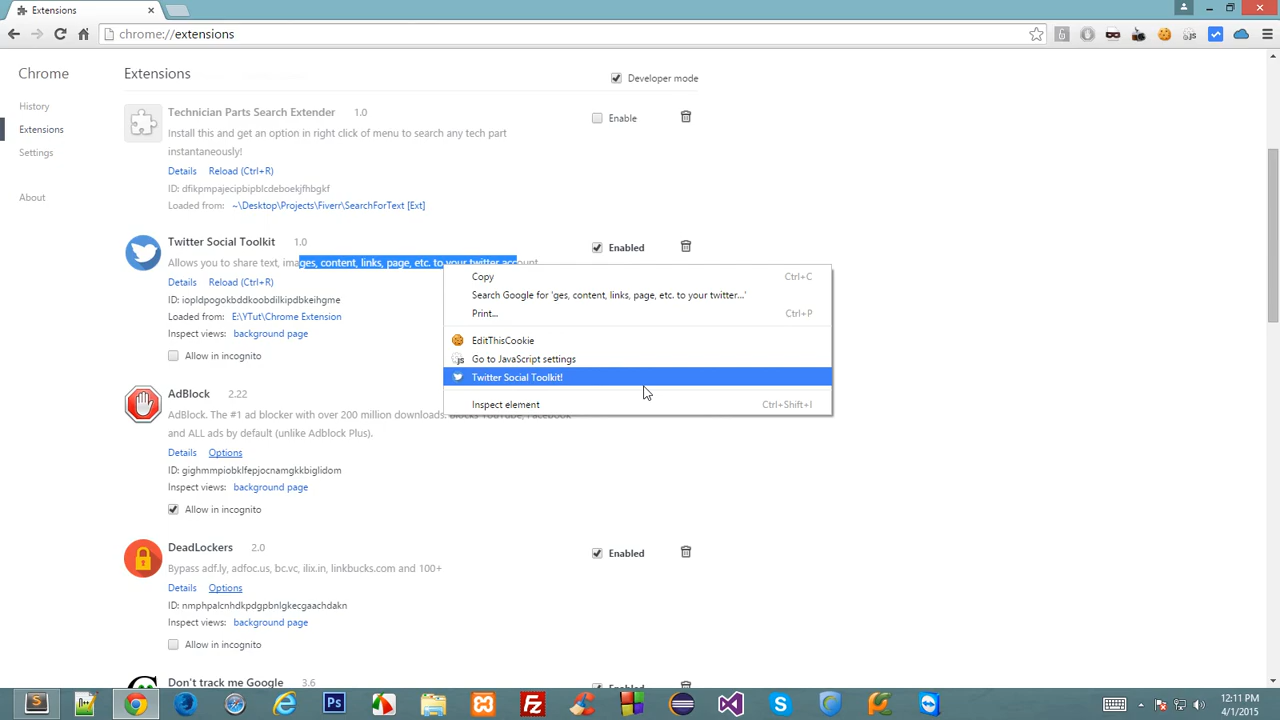 Extensions
chrome://extensions
Chrome
History
Extensions
Settings
About
Extensions
Developer mode
Technician Parts Search Extender 1.0
Install this and get an option in right click of menu to search any tech part
instantaneously!
Details Reload (Ctrl+R)
ID: dfikpmpajecipbipblcdeboekjfhbgkf
Loaded from: ~\Desktop\Projects\Fiverr\SearchForText [Ext]
Enable
Twitter Social Toolkit 1.0
Allows you to share text, images, content, links, page, etc. to your twitter account
Details Reload (Ctrl+R)
ID: iopldpogokbddkoobdilkipdbkeihgme
Loaded from: E:\YTut\Chrome Extension
Inspect views: background page
Allow in incognito
Enabled
Copy Ctrl+C
Search Google for 'ges, content, links, page, etc. to your twitter...'
Print... Ctrl+P
EditThisCookie
Go to JavaScript settings
Twitter Social Toolkit!
Inspect element Ctrl+Shift+I
AdBlock 2.22
AdBlock. The #1 ad blocker with over 200 million downloads. Blocks YouTube, Facebook
and ALL ads by default (unlike Adblock Plus).
Details Options
ID: gighmmpiobklfepjocnamgkkbiglidom
Inspect views: background page
Allow in incognito
DeadLockers 2.0
Bypass adf.ly, adfoc.us, bc.vc, ilix.in, linkbucks.com and 100+
Details Options
ID: nmphpalcnhdkpdgpbnlgkecgaachdakn
Inspect views: background page
Allow in incognito
Enabled
Don't track me Google 3.6
Enabled
12:11 PM
4/1/2015